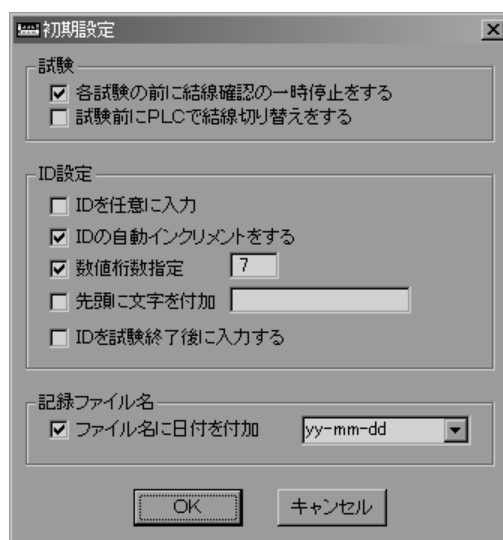 初期設定
試験
各試験の前に結線確認の一時停止をする
試験前にPLCで結線切り替えをする
ID設定
IDを任意に入力
IDの自動インクリメントをする
数値桁数指定 7
先頭に文字を付加
IDを試験終了後に入力する
記録ファイル名
ファイル名に日付を付加 yy-mm-dd
OK キャンセル